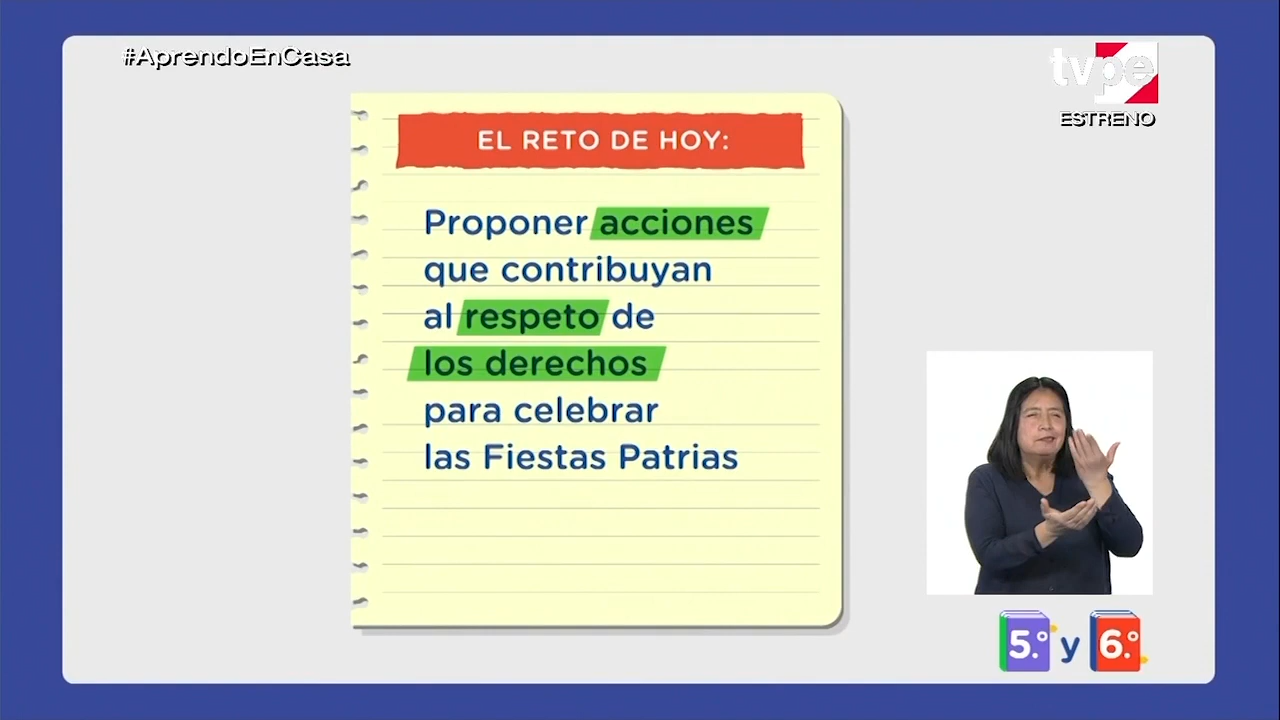 #AprendoEnCasa
tvpe
ESTRENO
EL RETO DE HOY:
Proponer acciones
que contribuyan
al respeto de
los derechos
para celebrar
las Fiestas Patrias
5.º y 6.º